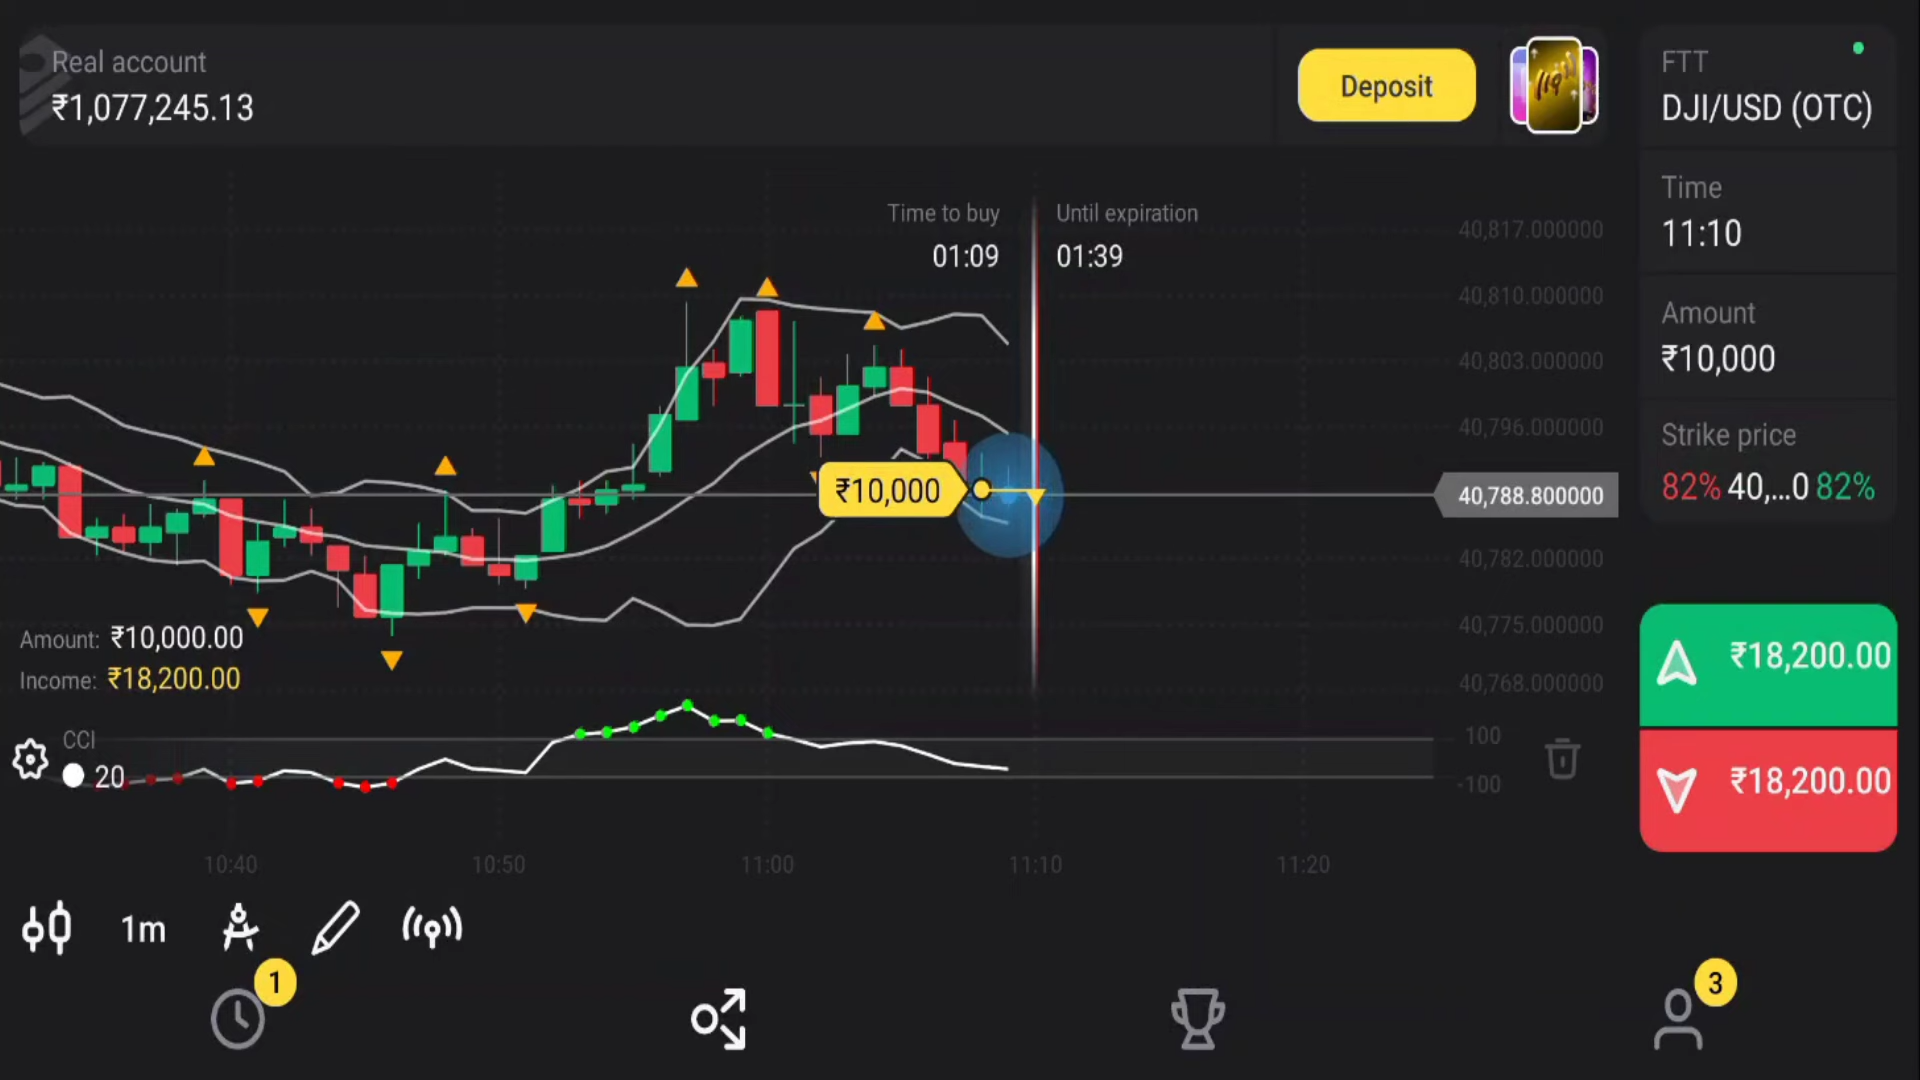 Real account
₹1,077,245.13
Deposit
FTT
DJI/USD (OTC)
Time
11:10
Amount
₹10,000
Strike price
82% 40,...0 82%
₹18,200.00
₹18,200.00
Time to buy
01:09
Until expiration
01:39
40,817.000000
40,810.000000
40,803.000000
40,796.000000
40,788.800000
40,782.000000
40,775.000000
40,768.000000
₹10,000
Amount: ₹10,000.00
Income: ₹18,200.00
CCI
20
100
-100
10:40
10:50
11:00
11:10
11:20
1m
1
3